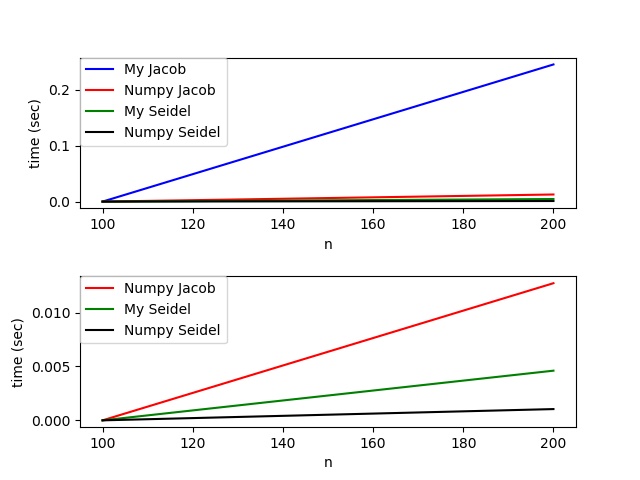 My Jacob
Numpy Jacob
My Seidel
Numpy Seidel
time (sec)
0.2
0.1
0.0
100 120 140 160 180 200
n
Numpy Jacob
My Seidel
Numpy Seidel
time (sec)
0.010
0.005
0.000
100 120 140 160 180 200
n